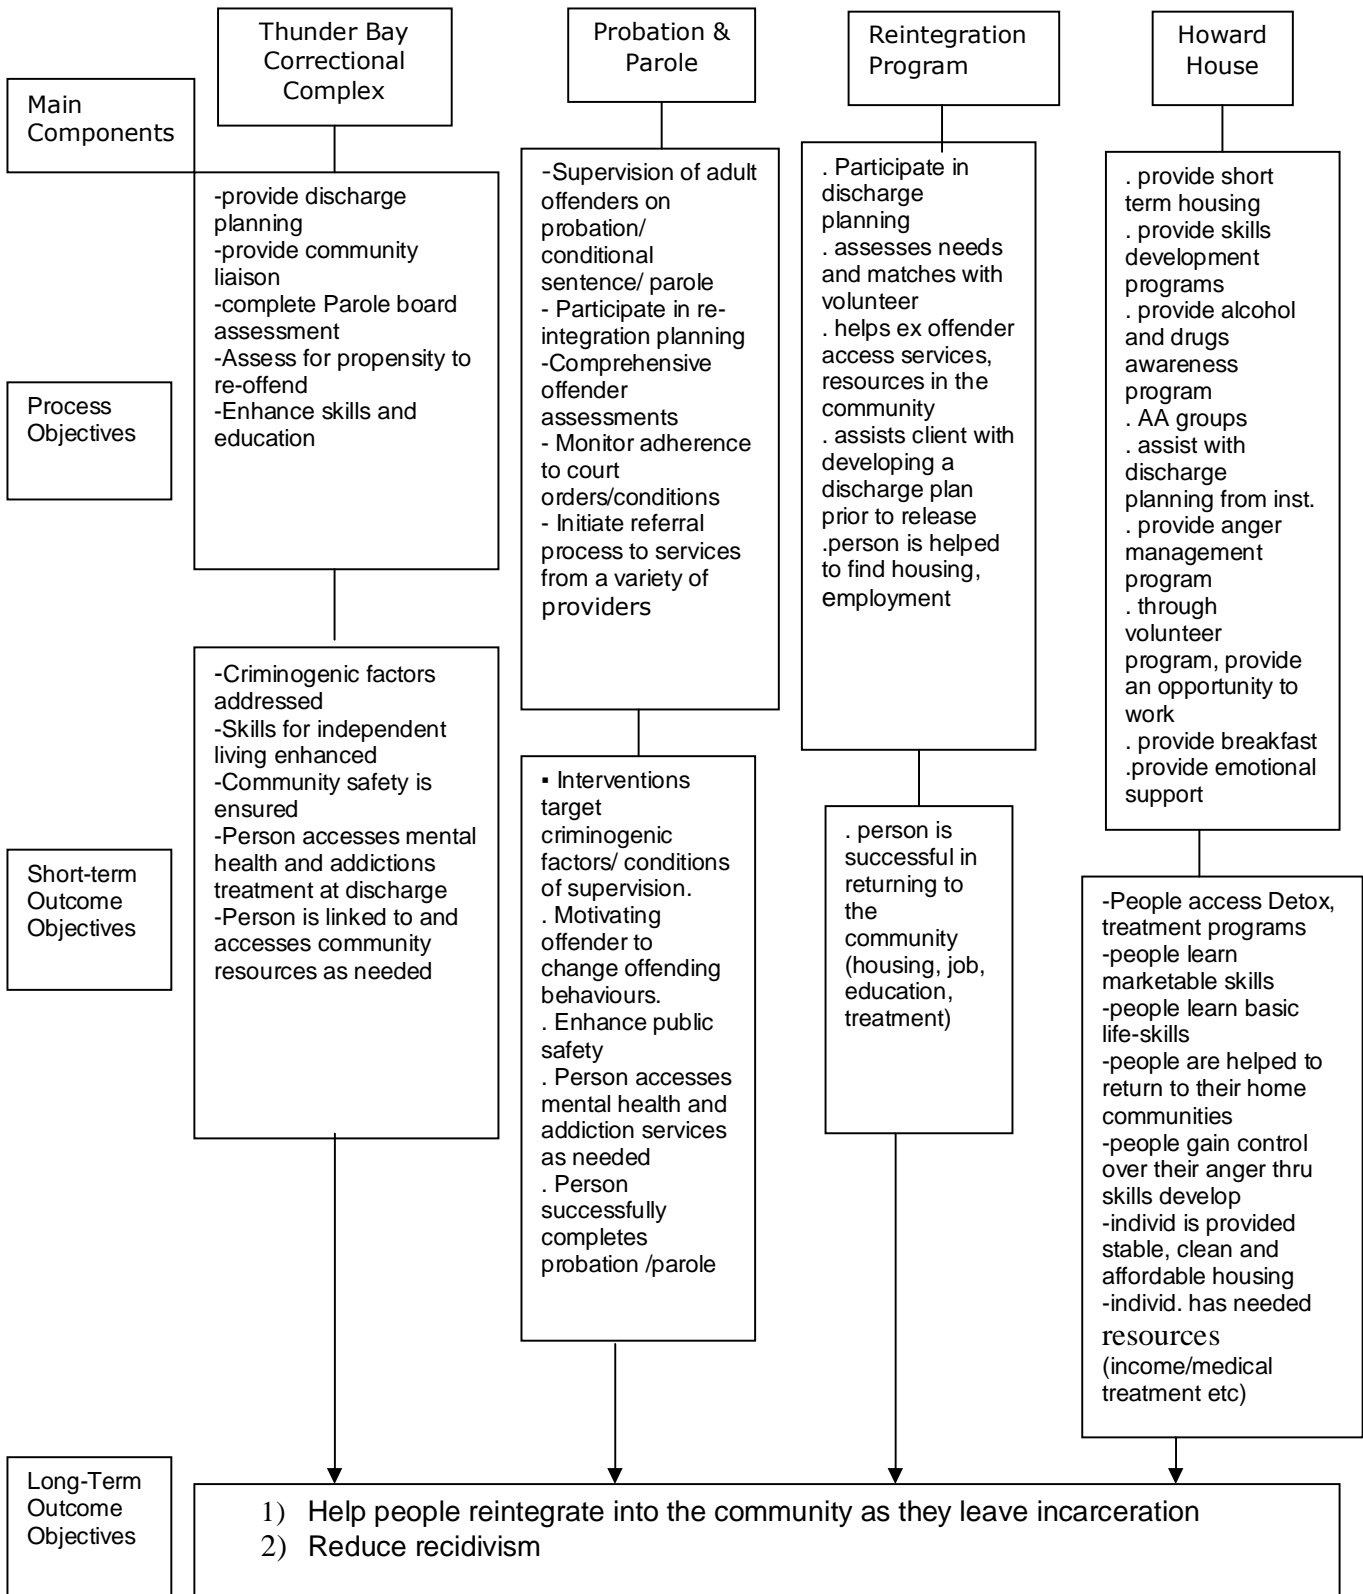 Thunder Bay
Correctional
Complex
Probation &
Parole
Reintegration
Program
Howard
House
Main
Components
-provide discharge
planning
-provide community
liaison
-complete Parole board
assessment
-Assess for propensity to
re-offend
-Enhance skills and
education
-Supervision of adult
offenders on
probation/
conditional
sentence/ parole
- Participate in re-
integration planning
-Comprehensive
offender
assessments
- Monitor adherence
to court
orders/conditions
- Initiate referral
process to services
from a variety of
providers
. Participate in
discharge
planning
. assesses needs
and matches with
volunteer
. helps ex offender
access services,
resources in the
community
. assists client with
developing a
discharge plan
prior to release
.person is helped
to find housing,
employment
. provide short
term housing
. provide skills
development
programs
. provide alcohol
and drugs
awareness
program
. AA groups
. assist with
discharge
planning from inst.
. provide anger
management
program
. through
volunteer
program, provide
an opportunity to
work
. provide breakfast
.provide emotional
support
Process
Objectives
-Criminogenic factors
addressed
-Skills for independent
living enhanced
-Community safety is
ensured
-Person accesses mental
health and addictions
treatment at discharge
-Person is linked to and
accesses community
resources as needed
▪ Interventions
target
criminogenic
factors/ conditions
of supervision.
. Motivating
offender to
change offending
behaviours.
. Enhance public
safety
. Person accesses
mental health and
addiction services
as needed
. Person
successfully
completes
probation /parole
. person is
successful in
returning to
the
community
(housing, job,
education,
treatment)
-People access Detox,
treatment programs
-people learn
marketable skills
-people learn basic
life-skills
-people are helped to
return to their home
communities
-people gain control
over their anger thru
skills develop
-individ is provided
stable, clean and
affordable housing
-individ. has needed
resources
(income/medical
treatment etc)
Short-term
Outcome
Objectives
Long-Term
Outcome
Objectives
1) Help people reintegrate into the community as they leave incarceration
2) Reduce recidivism